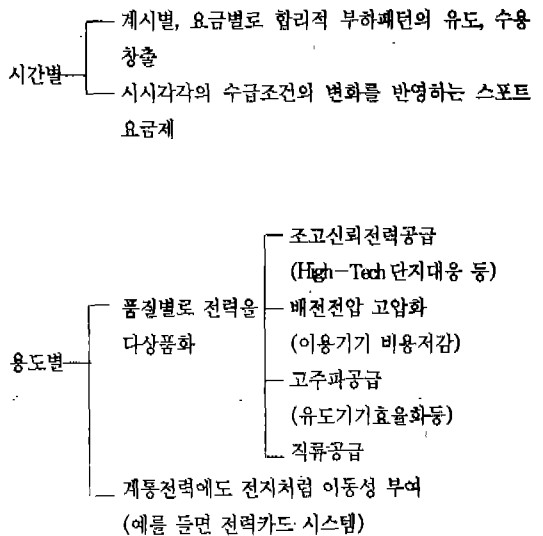 시간별
계시별, 요금별로 합리적 부하패턴의 유도, 수용
창출
시시각각의 수급조건의 변화를 반영하는 스포트
요금제
용도별
품질별로 전력을
다상품화
조고신뢰전력공급
(High-Tech 단지대응 등)
배전전압 고압화
(이용기기 비용저감)
고주파공급
(유도기기효율화등)
직류공급
계통전력에도 전지처럼 이동성 부여
(예를 들면 전력카드 시스템)